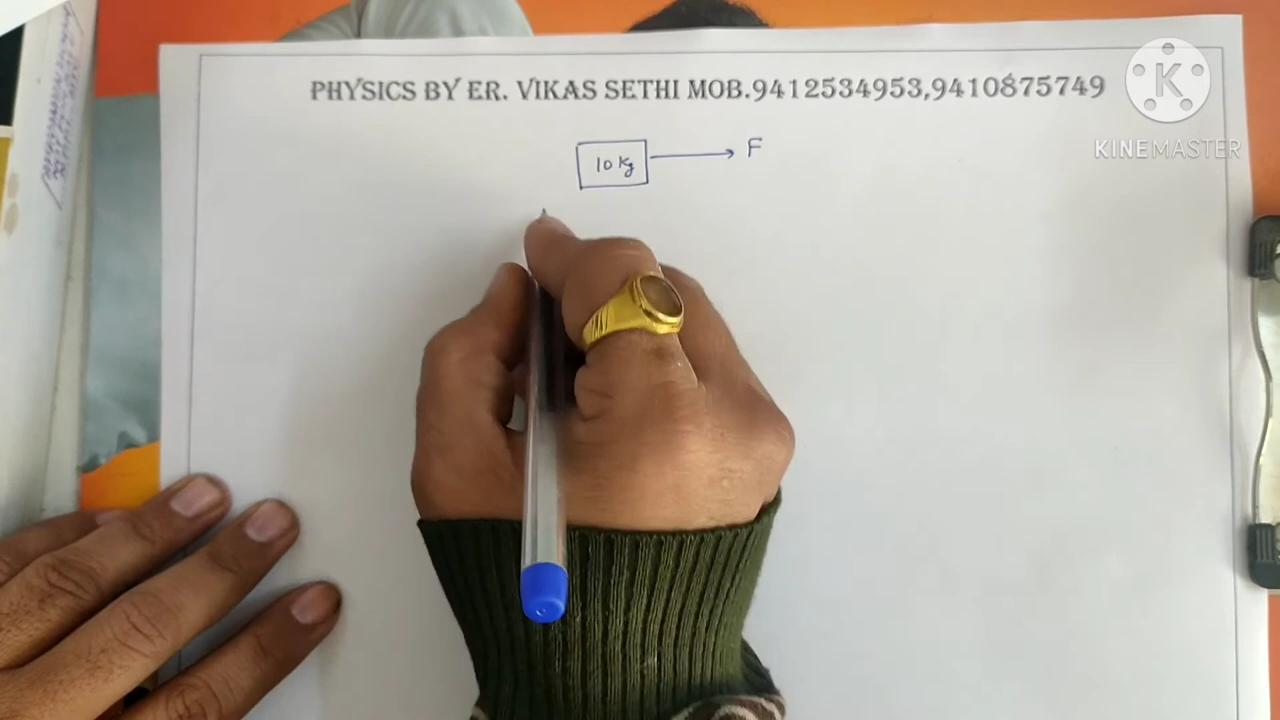 PHYSICS BY ER. VIKAS SETHI MOB.9412534953,9410875749
K
KINEMASTER
10 Kg
F